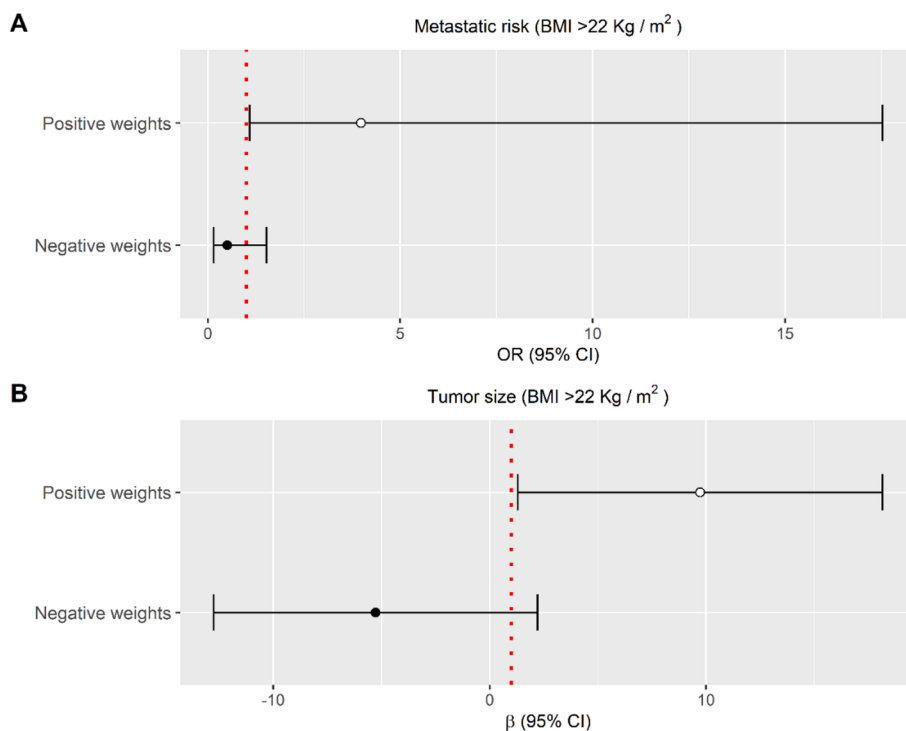 A
Metastatic risk (BMI >22 Kg / m² )
Positive weights
Negative weights
0 5 10 15
OR (95% CI)
B
Tumor size (BMI >22 Kg / m² )
Positive weights
Negative weights
-10 0 10
β (95% CI)